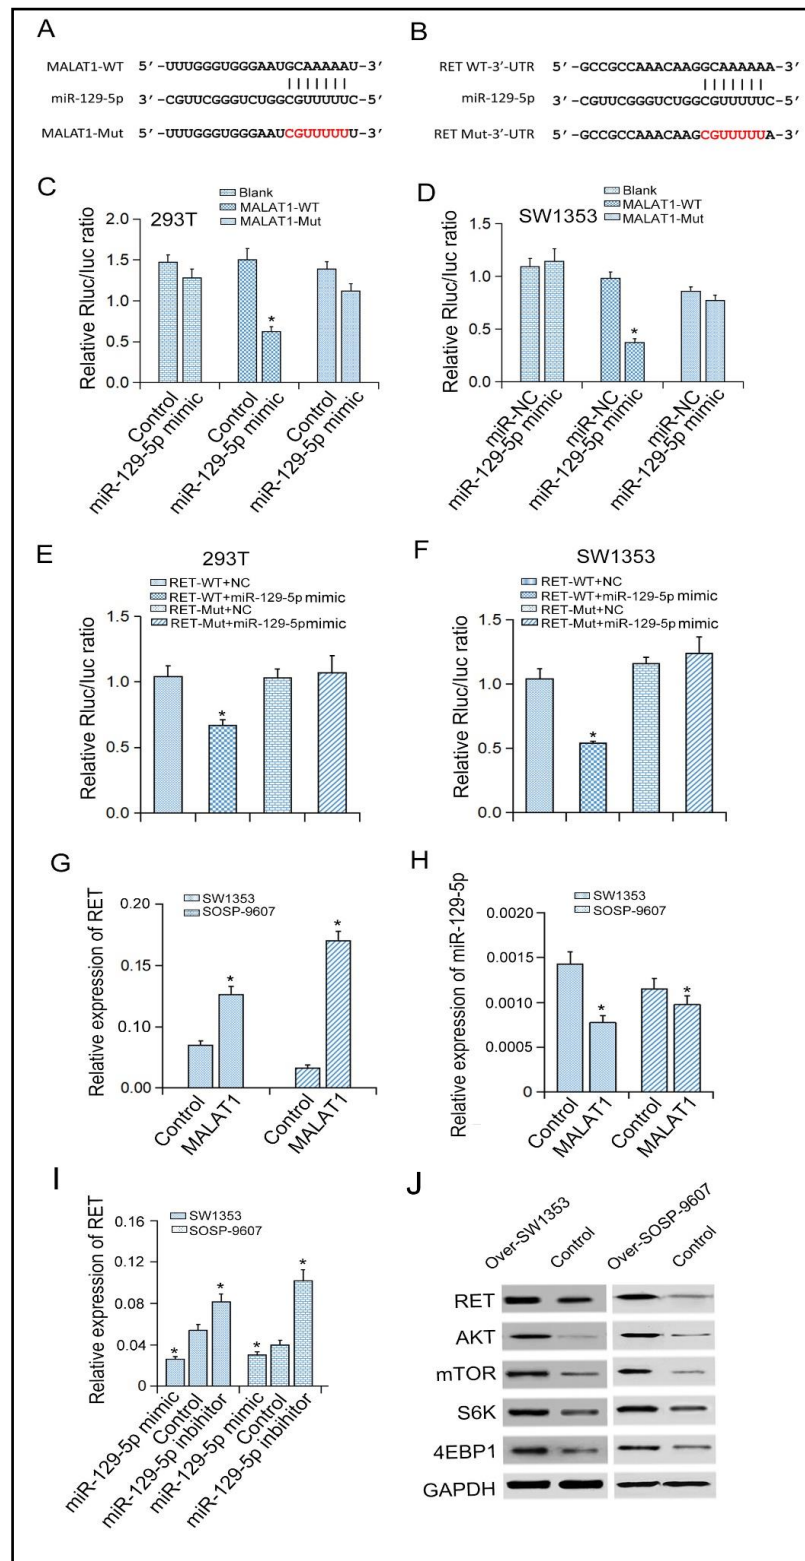 A
MALAT1-WT 5′-UUUGGGUGGGAAUGCAAAAAU-3′
miR-129-5p 3′-CGUUCGGGUCUGGCGUUUUUC-5′
MALAT1-Mut 5′-UUUGGGUGGGAAUCGUUUUUU-3′
B
RET WT-3′-UTR 5′-GCCGCCAAACAAGGCAAAAAA-3′
miR-129-5p 3′-CGUUCGGGUCUGGCGUUUUUC-5′
RET Mut-3′-UTR 5′-GCCGCCAAACAAGCGUUUUUA-3′
C
293T
Blank
MALAT1-WT
MALAT1-Mut
Relative Rluc/luc ratio
2.0
1.5
1.0
0.5
0.0
Control
miR-129-5p mimic
Control
miR-129-5p mimic
Control
miR-129-5p mimic
*
D
SW1353
Blank
MALAT1-WT
MALAT1-Mut
Relative Rluc/luc ratio
1.5
1.0
0.5
0.0
miR-NC
miR-129-5p mimic
miR-NC
miR-129-5p mimic
miR-NC
miR-129-5p mimic
*
E
293T
RET-WT+NC
RET-WT+miR-129-5p mimic
RET-Mut+NC
RET-Mut+miR-129-5p mimic
Relative Rluc/luc ratio
1.5
1.0
0.5
0.0
*
F
SW1353
RET-WT+NC
RET-WT+miR-129-5p mimic
RET-Mut+NC
RET-Mut+miR-129-5p mimic
Relative Rluc/luc ratio
1.5
1.0
0.5
0.0
*
G
SW1353
SOSP-9607
Relative expression of RET
0.20
0.15
0.10
0.00
Control
MALAT1
Control
MALAT1
*
*
H
SW1353
SOSP-9607
Relative expression of miR-129-5p
0.0020
0.0015
0.0010
0.0005
0
Control
MALAT1
Control
MALAT1
*
*
I
SW1353
SOSP-9607
Relative expression of RET
0.16
0.12
0.08
0.04
0
miR-129-5p mimic
Control
miR-129-5p inbihitor
miR-129-5p mimic
Control
miR-129-5p inbihitor
*
*
*
*
J
Over-SW1353
Control
Over-SOSP-9607
Control
RET
AKT
mTOR
S6K
4EBP1
GAPDH